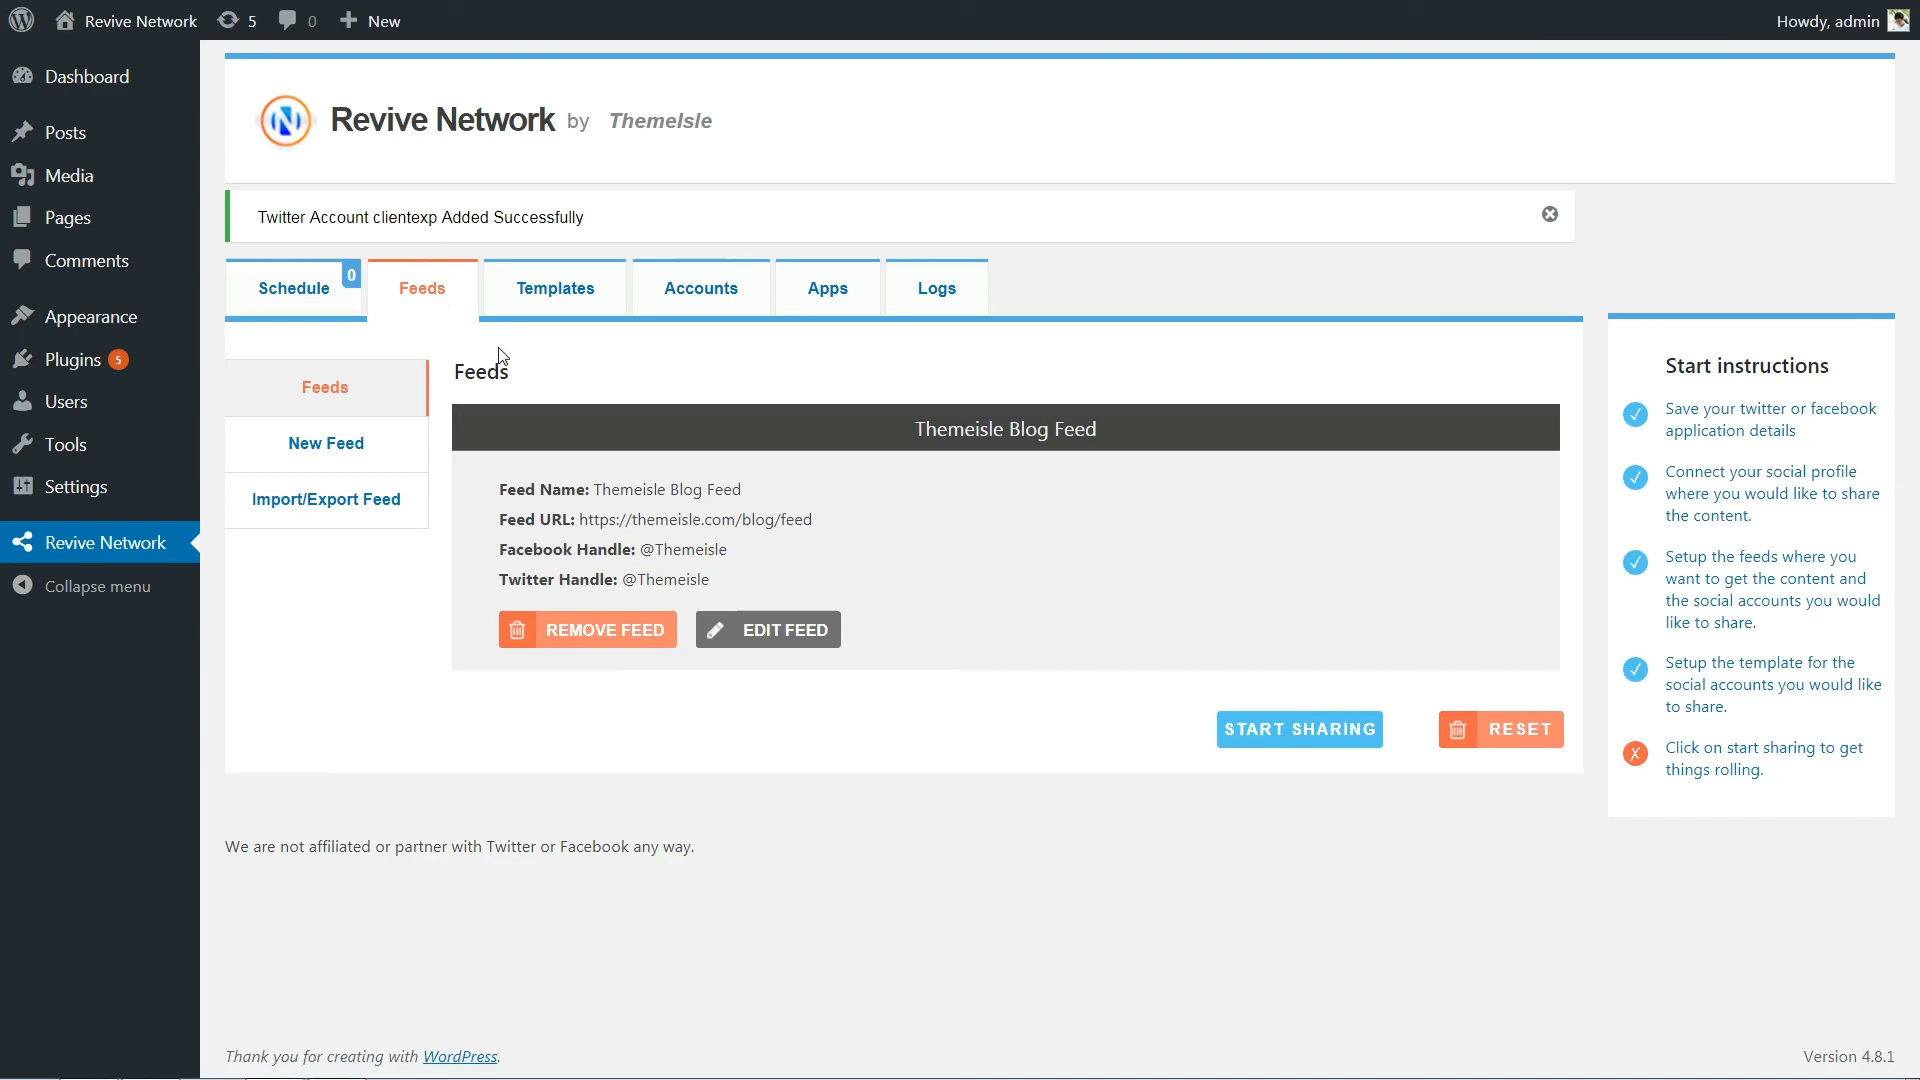 Revive Network 5 0 New Howdy, admin
Dashboard
Posts
Media
Pages
Comments
Appearance
Plugins 5
Users
Tools
Settings
Revive Network
Collapse menu
Revive Network by ThemeIsle
Twitter Account clientexp Added Successfully
Schedule 0 Feeds Templates Accounts Apps Logs
Feeds
New Feed
Import/Export Feed
Feeds
Themeisle Blog Feed
Feed Name: Themeisle Blog Feed
Feed URL: https://themeisle.com/blog/feed
Facebook Handle: @Themeisle
Twitter Handle: @Themeisle
REMOVE FEED EDIT FEED
START SHARING RESET
Start instructions
Save your twitter or facebook
application details
Connect your social profile
where you would like to share
the content.
Setup the feeds where you
want to get the content and
the social accounts you would
like to share.
Setup the template for the
social accounts you would like
to share.
Click on start sharing to get
things rolling.
We are not affiliated or partner with Twitter or Facebook any way.
Thank you for creating with WordPress.
Version 4.8.1